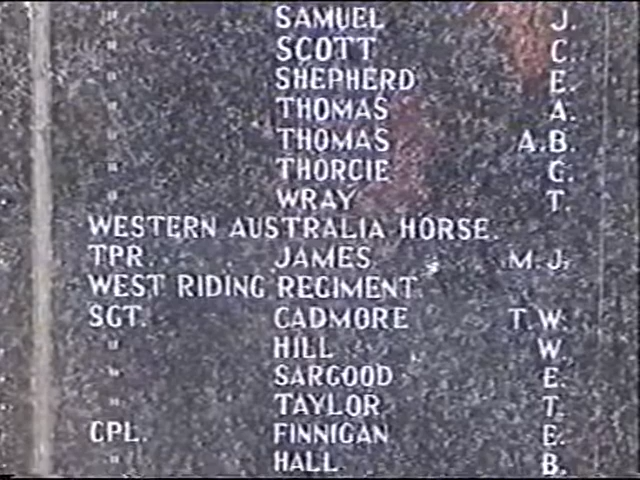 " SAMUEL J.
" SCOTT C.
" SHEPHERD E.
" THOMAS A.
" THOMAS A.B.
" THORCIE G.
" WRAY T.
WESTERN AUSTRALIA HORSE.
TPR. JAMES M.J.
WEST RIDING REGIMENT.
SGT. CADMORE T.W.
" HILL W.
" SARGOOD E.
" TAYLOR T.
CPL. FINNIGAN E.
" HALL B.